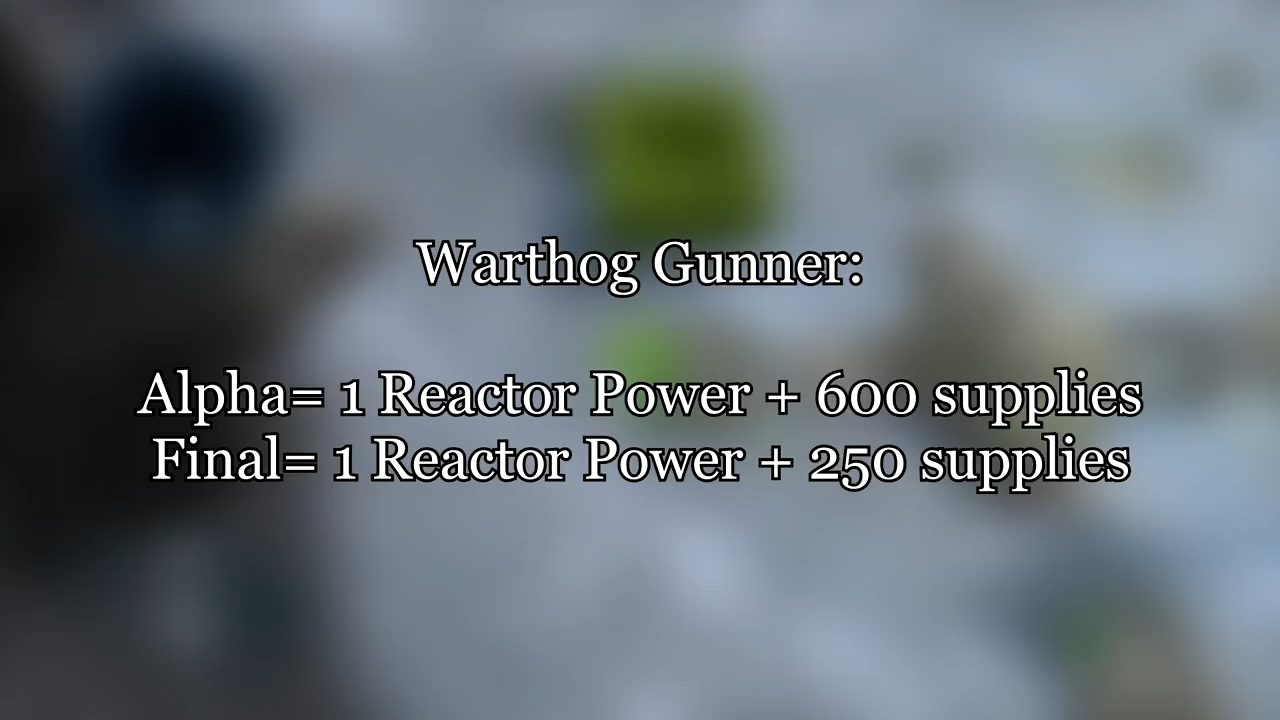 Warthog Gunner:
Alpha= 1 Reactor Power + 600 supplies
Final= 1 Reactor Power + 250 supplies